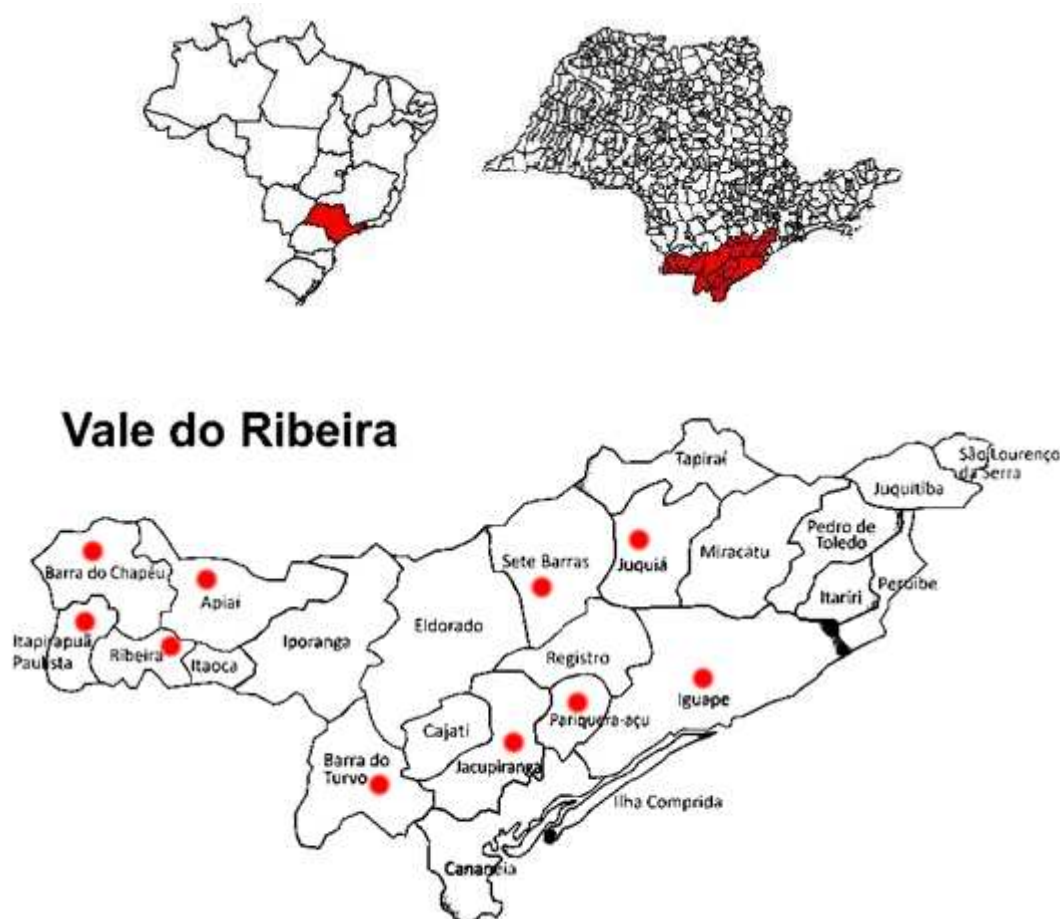 Vale do Ribeira
Tapiraí
São Lourenço
da Serra
Juquitiba
Pedro de
Toledo
Miracatu
Juquiá
Sete Barras
Barra do Chapéu
Apiaí
Peruíbe
Itariri
Eldorado
Iporanga
Itapirapuã
Paulista
Ribeira
Itaoca
Registro
Iguape
Pariquera-açu
Cajati
Jacupiranga
Barra do
Turvo
Ilha Comprida
Cananéia